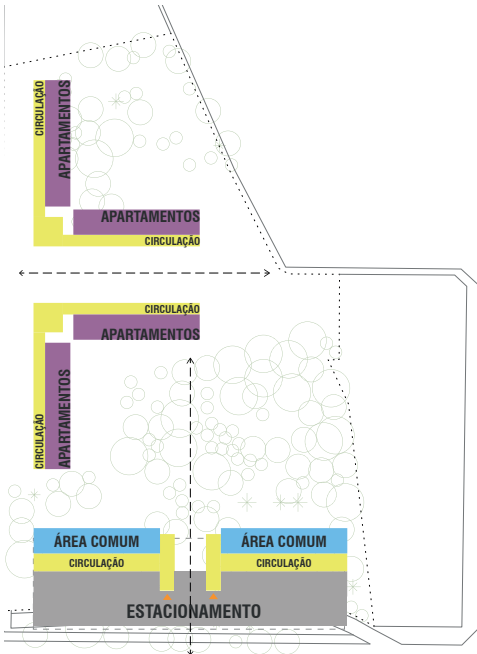 CIRCULAÇÃO
APARTAMENTOS
APARTAMENTOS
CIRCULAÇÃO
CIRCULAÇÃO
APARTAMENTOS
CIRCULAÇÃO
APARTAMENTOS
ÁREA COMUM
ÁREA COMUM
CIRCULAÇÃO
CIRCULAÇÃO
ESTACIONAMENTO